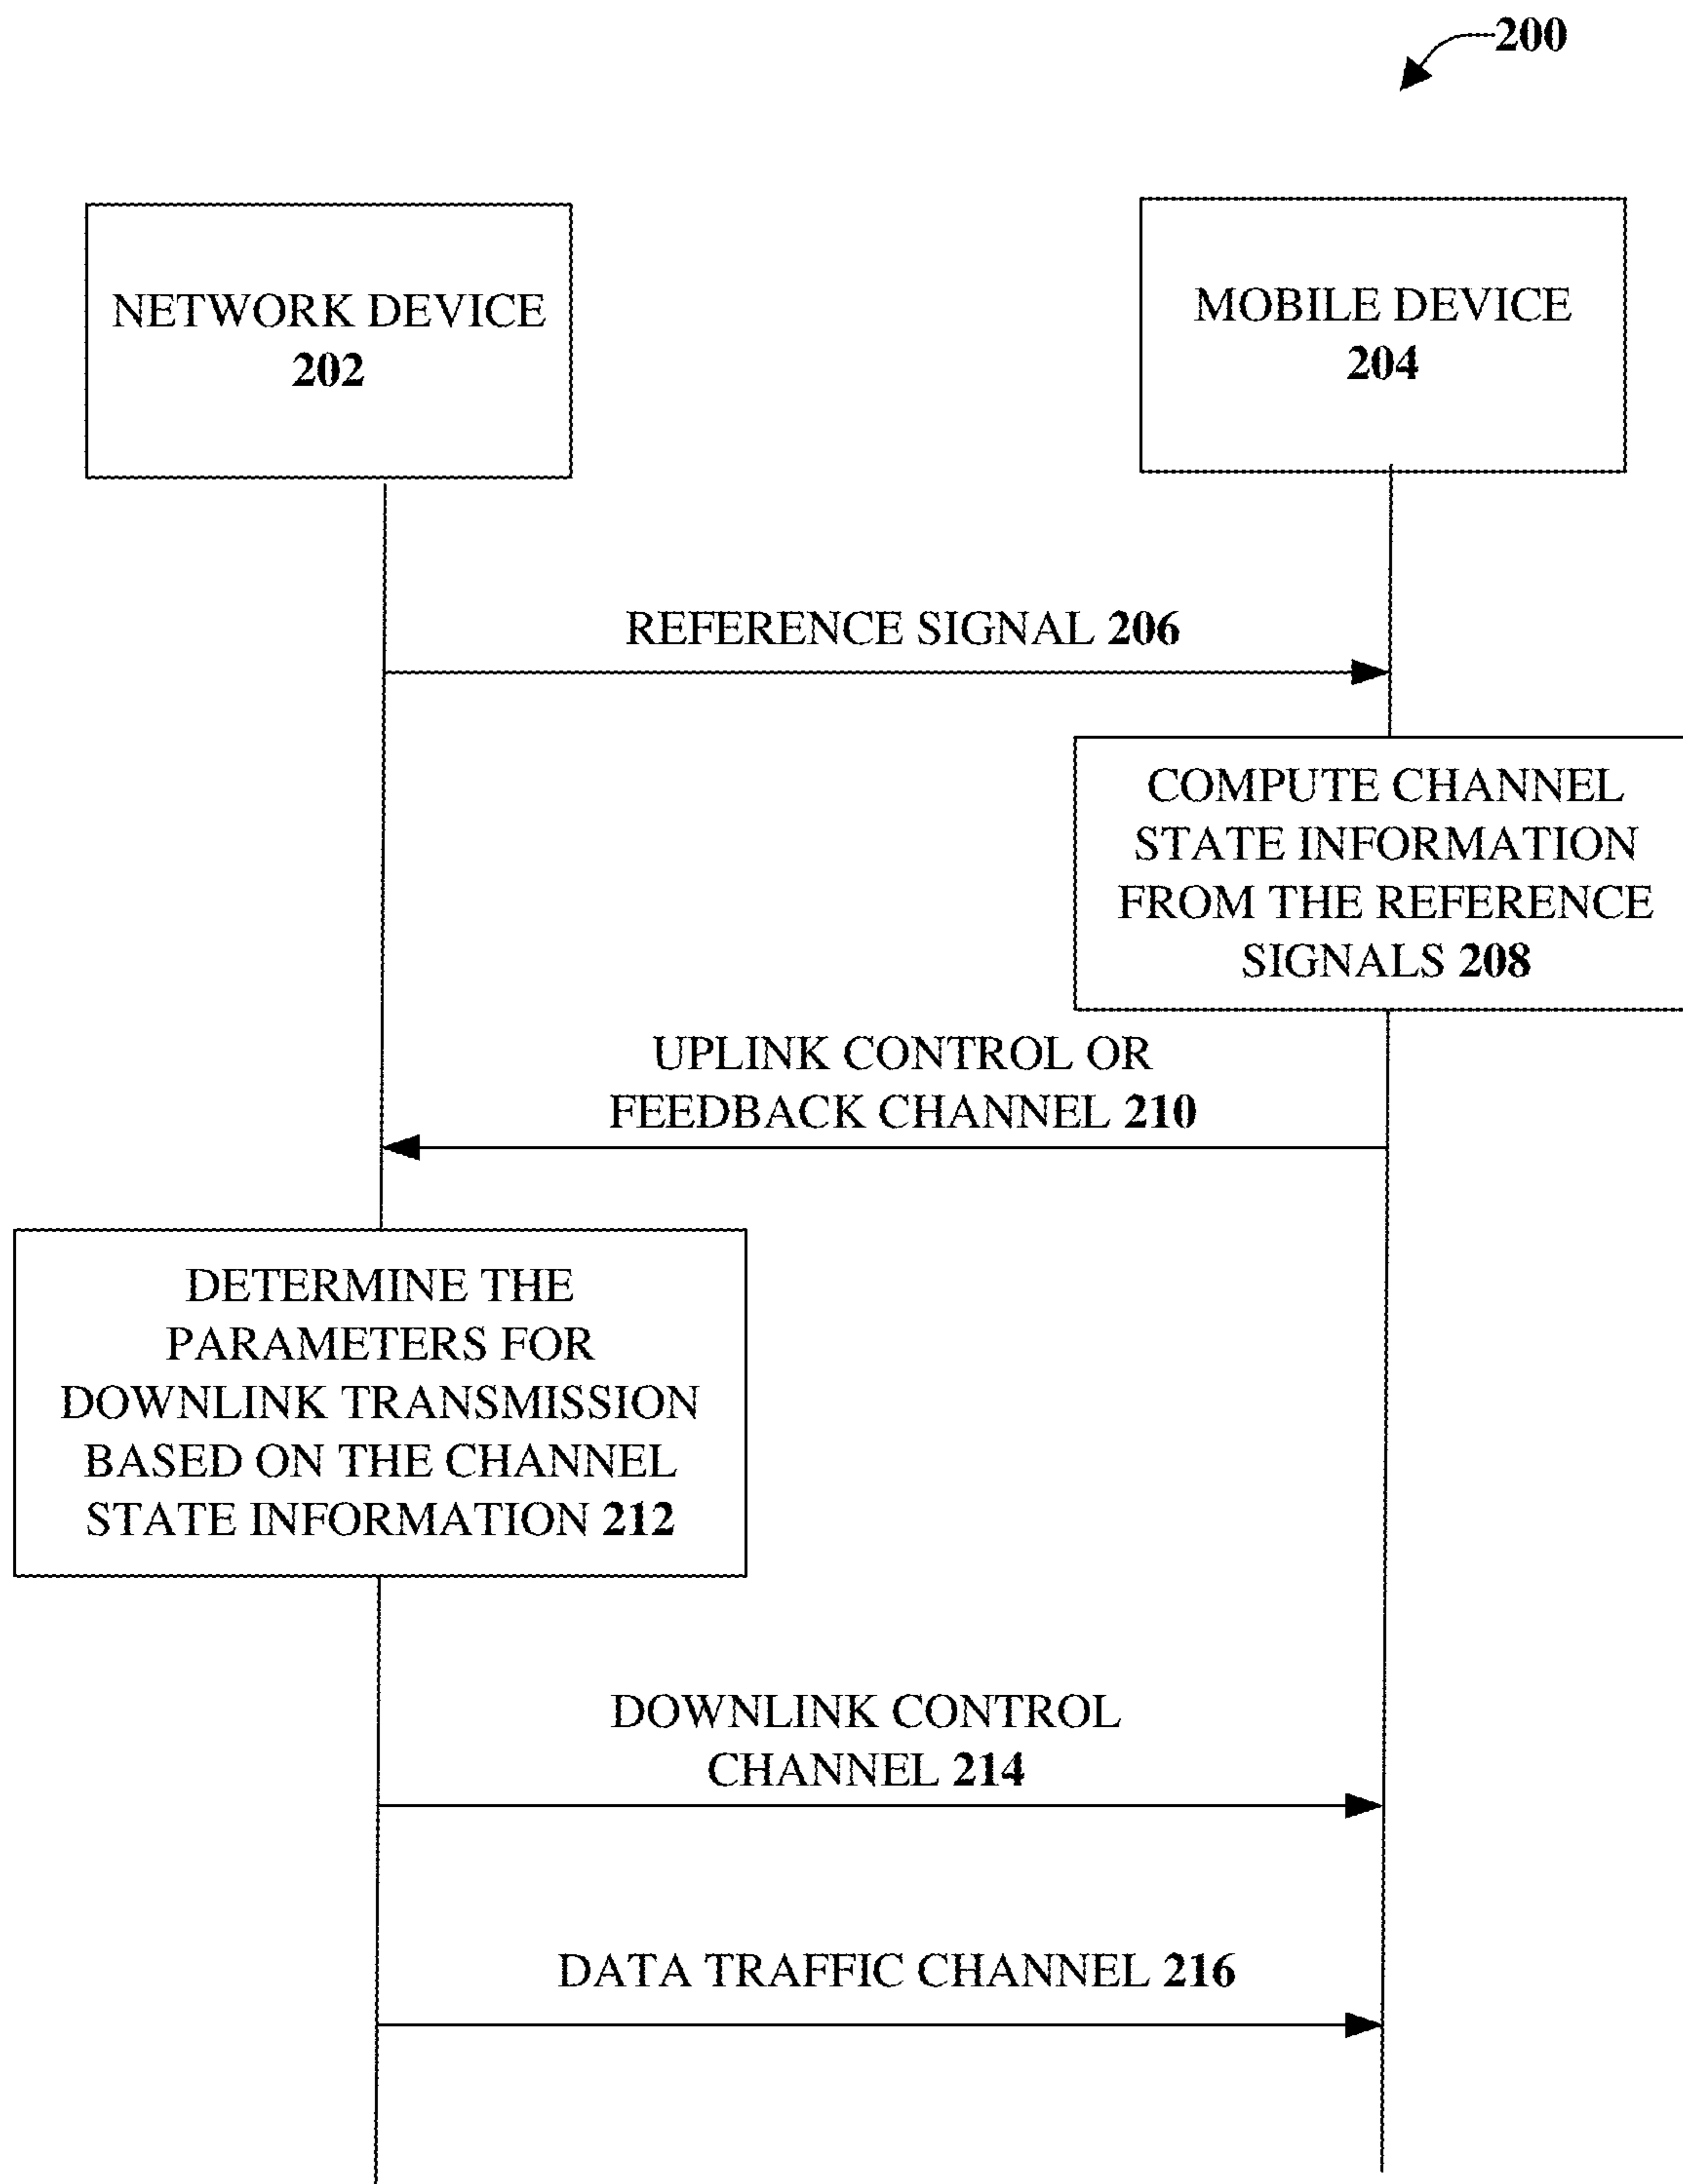 200
NETWORK DEVICE
202
MOBILE DEVICE
204
REFERENCE SIGNAL 206
COMPUTE CHANNEL
STATE INFORMATION
FROM THE REFERENCE
SIGNALS 208
UPLINK CONTROL OR
FEEDBACK CHANNEL 210
DETERMINE THE
PARAMETERS FOR
DOWNLINK TRANSMISSION
BASED ON THE CHANNEL
STATE INFORMATION 212
DOWNLINK CONTROL
CHANNEL 214
DATA TRAFFIC CHANNEL 216